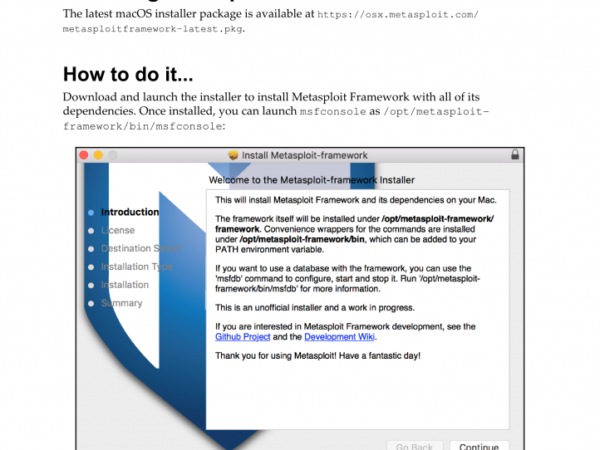 The latest macOS installer package is available at https://osx.metasploit.com/
metasploitframework-latest.pkg.
How to do it...
Download and launch the installer to install Metasploit Framework with all of its
dependencies. Once installed, you can launch msfconsole as /opt/metasploit-
framework/bin/msfconsole:
Install Metasploit-framework
Welcome to the Metasploit-framework Installer
Introduction
License
Destination Select
Installation Type
Installation
Summary
This will install Metasploit Framework and its dependencies on your Mac.
The framework itself will be installed under /opt/metasploit-framework/
framework. Convenience wrappers for the commands are installed
under /opt/metasploit-framework/bin, which can be added to your
PATH environment variable.
If you want to use a database with the framework, you can use the
'msfdb' command to configure, start and stop it. Run '/opt/metasploit-
framework/bin/msfdb' for more information.
This is an unofficial installer and a work in progress.
If you are interested in Metasploit Framework development, see the
Github Project and the Development Wiki.
Thank you for using Metasploit! Have a fantastic day!
Go Back
Continue